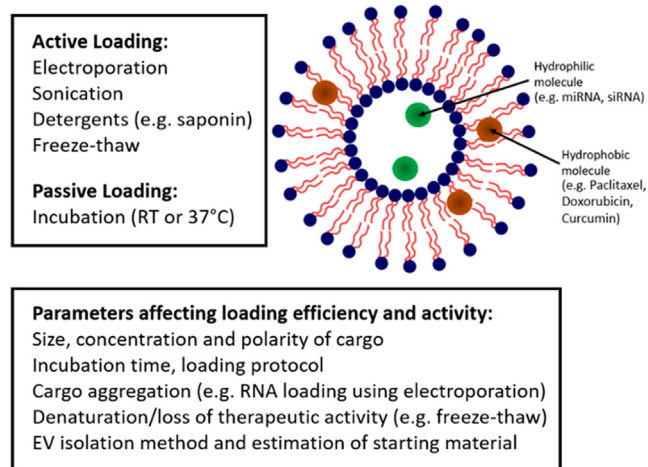 Active Loading:
Electroporation
Sonication
Detergents (e.g. saponin)
Freeze-thaw
Passive Loading:
Incubation (RT or 37°C)
Hydrophilic
molecule
(e.g. miRNA, siRNA)
Hydrophobic
molecule
(e.g. Paclitaxel,
Doxorubicin,
Curcumin)
Parameters affecting loading efficiency and activity:
Size, concentration and polarity of cargo
Incubation time, loading protocol
Cargo aggregation (e.g. RNA loading using electroporation)
Denaturation/loss of therapeutic activity (e.g. freeze-thaw)
EV isolation method and estimation of starting material